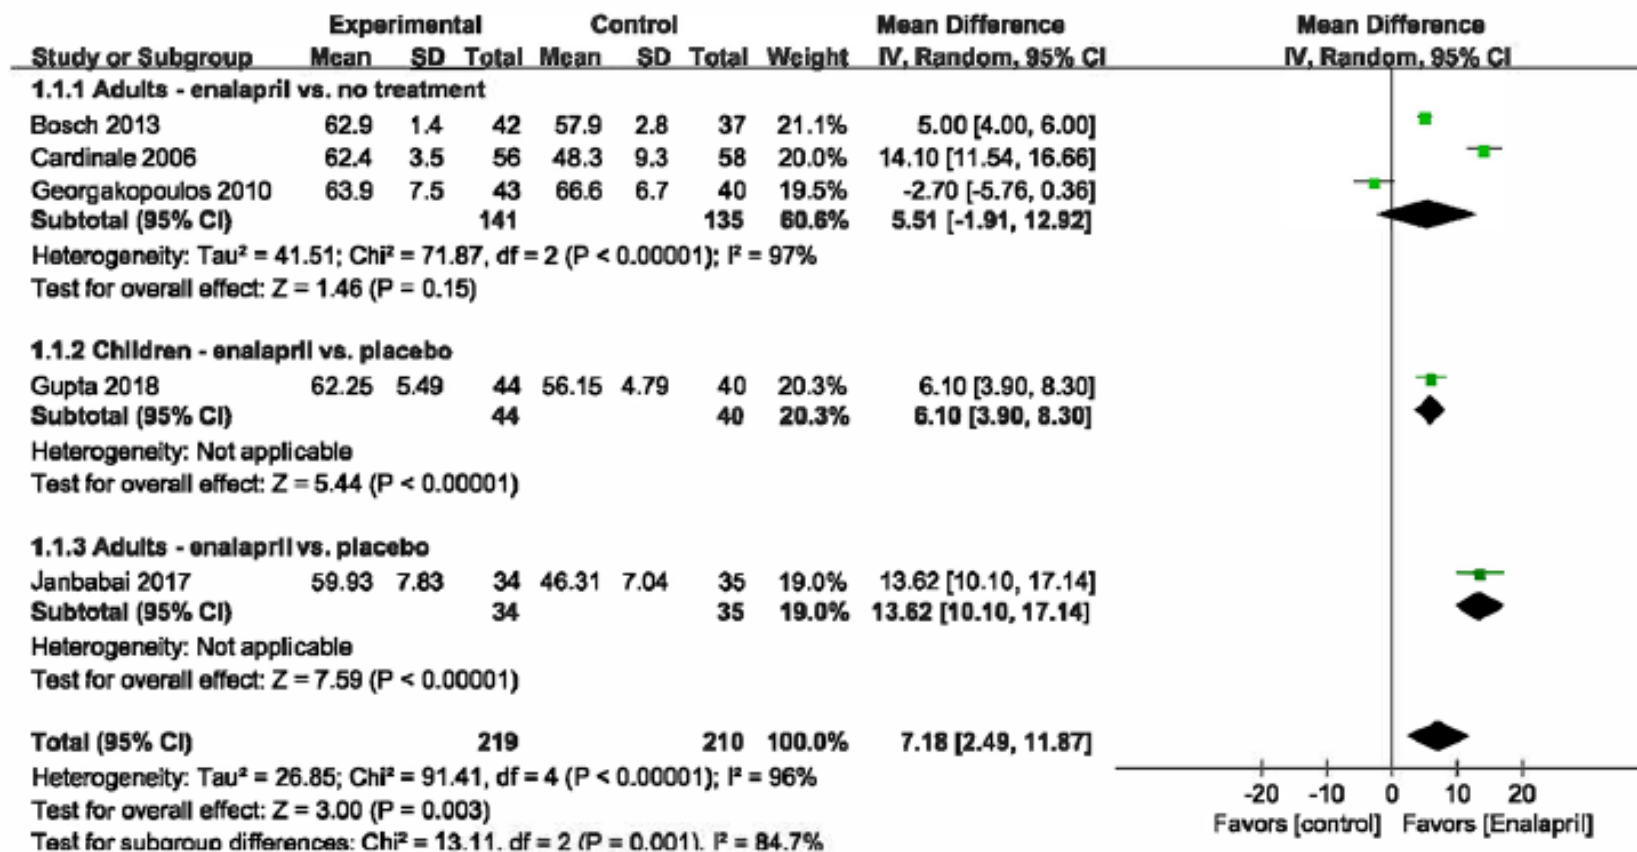 Experimental Control Mean Difference Mean Difference
Study or Subgroup Mean SD Total Mean SD Total Weight IV, Random, 95% CI IV, Random, 95% CI
1.1.1 Adults - enalapril vs. no treatment
Bosch 2013 62.9 1.4 42 57.9 2.8 37 21.1% 5.00 [4.00, 6.00]
Cardinale 2006 62.4 3.5 56 48.3 9.3 58 20.0% 14.10 [11.54, 16.66]
Georgakopoulos 2010 63.9 7.5 43 66.6 6.7 40 19.5% -2.70 [-5.76, 0.36]
Subtotal (95% CI) 141 135 60.6% 5.51 [-1.91, 12.92]
Heterogeneity: Tau² = 41.51; Chi² = 71.87, df = 2 (P < 0.00001); I² = 97%
Test for overall effect: Z = 1.46 (P = 0.15)
1.1.2 Children - enalapril vs. placebo
Gupta 2018 62.25 5.49 44 56.15 4.79 40 20.3% 6.10 [3.90, 8.30]
Subtotal (95% CI) 44 40 20.3% 6.10 [3.90, 8.30]
Heterogeneity: Not applicable
Test for overall effect: Z = 5.44 (P < 0.00001)
1.1.3 Adults - enalapril vs. placebo
Janbabai 2017 59.93 7.83 34 46.31 7.04 35 19.0% 13.62 [10.10, 17.14]
Subtotal (95% CI) 34 35 19.0% 13.62 [10.10, 17.14]
Heterogeneity: Not applicable
Test for overall effect: Z = 7.59 (P < 0.00001)
Total (95% CI) 219 210 100.0% 7.18 [2.49, 11.87]
Heterogeneity: Tau² = 26.85; Chi² = 91.41, df = 4 (P < 0.00001); I² = 96%
Test for overall effect: Z = 3.00 (P = 0.003)
Test for subgroup differences: Chi² = 13.11, df = 2 (P = 0.001), I² = 84.7%
-20 -10 0 10 20
Favors [control] Favors [Enalapril]